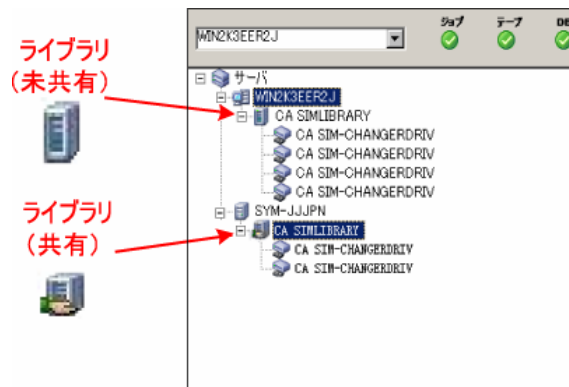 ライブラリ
(未共有)
ライブラリ
(共有)
WIN2K3EER2J
ジョブ
テープ
DB
サーバ
WIN2K3EER2J
CA SIMLIBRARY
CA SIM-CHANGERDRIV
CA SIM-CHANGERDRIV
CA SIM-CHANGERDRIV
CA SIM-CHANGERDRIV
SYM-JJJPN
CA SIMLIBRARY
CA SIM-CHANGERDRIV
CA SIM-CHANGERDRIV